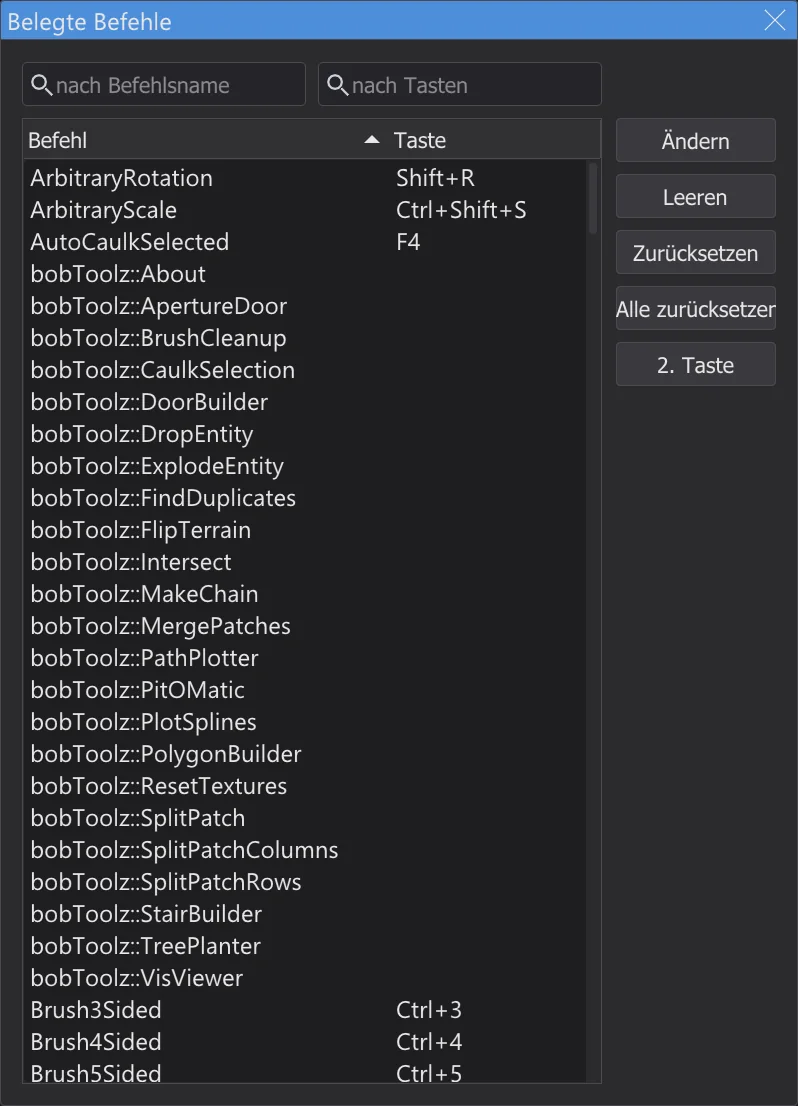 Belegte Befehle
nach Befehlsname
nach Tasten
Befehl Taste
ArbitraryRotation Shift+R
ArbitraryScale Ctrl+Shift+S
AutoCaulkSelected F4
bobToolz::About
bobToolz::ApertureDoor
bobToolz::BrushCleanup
bobToolz::CaulkSelection
bobToolz::DoorBuilder
bobToolz::DropEntity
bobToolz::ExplodeEntity
bobToolz::FindDuplicates
bobToolz::FlipTerrain
bobToolz::Intersect
bobToolz::MakeChain
bobToolz::MergePatches
bobToolz::PathPlotter
bobToolz::PitOMatic
bobToolz::PlotSplines
bobToolz::PolygonBuilder
bobToolz::ResetTextures
bobToolz::SplitPatch
bobToolz::SplitPatchColumns
bobToolz::SplitPatchRows
bobToolz::StairBuilder
bobToolz::TreePlanter
bobToolz::VisViewer
Brush3Sided Ctrl+3
Brush4Sided Ctrl+4
Brush5Sided Ctrl+5
Ändern
Leeren
Zurücksetzen
Alle zurücksetzen
2. Taste